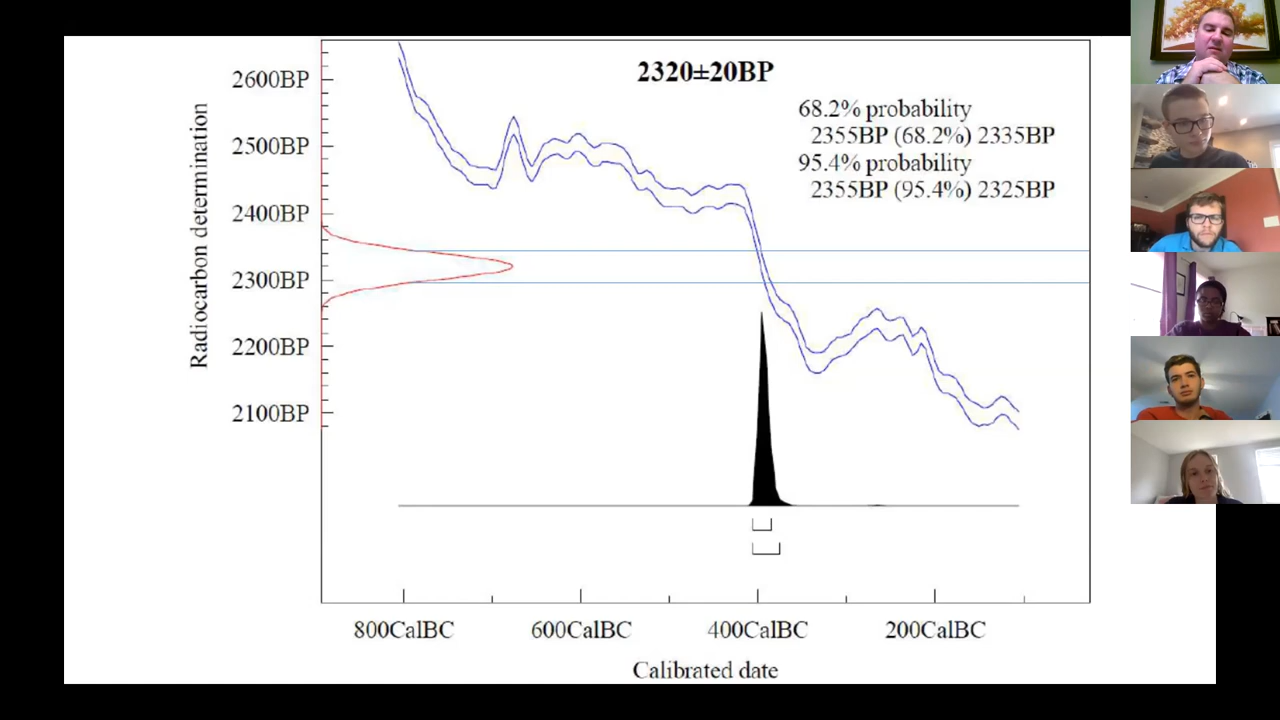 2320±20BP
68.2% probability
2355BP (68.2%) 2335BP
95.4% probability
2355BP (95.4%) 2325BP
Radiocarbon determination
2600BP
2500BP
2400BP
2300BP
2200BP
2100BP
800CalBC 600CalBC 400CalBC 200CalBC
Calibrated date